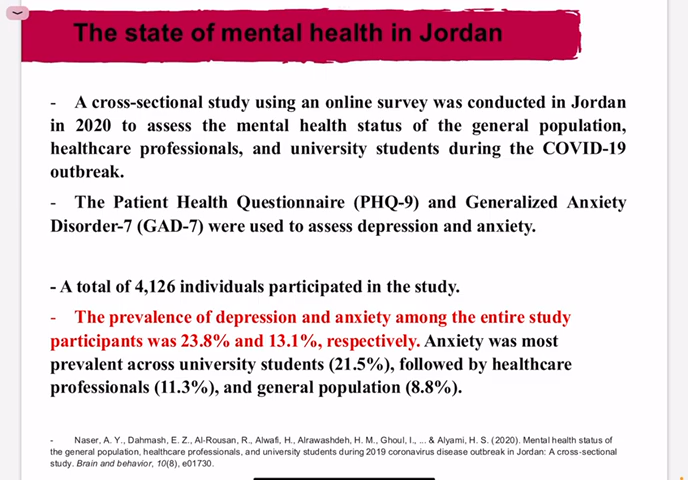 The state of mental health in Jordan
- A cross-sectional study using an online survey was conducted in Jordan
in 2020 to assess the mental health status of the general population,
healthcare professionals, and university students during the COVID-19
outbreak.
- The Patient Health Questionnaire (PHQ-9) and Generalized Anxiety
Disorder-7 (GAD-7) were used to assess depression and anxiety.
- A total of 4,126 individuals participated in the study.
- The prevalence of depression and anxiety among the entire study
participants was 23.8% and 13.1%, respectively. Anxiety was most
prevalent across university students (21.5%), followed by healthcare
professionals (11.3%), and general population (8.8%).
- Naser, A. Y., Dahmash, E. Z., Al-Rousan, R., Alwafi, H., Alrawashdeh, H. M., Ghoul, I., ... & Alyami, H. S. (2020). Mental health status of
the general population, healthcare professionals, and university students during 2019 coronavirus disease outbreak in Jordan: A cross-sectional
study. Brain and behavior, 10(8), e01730.